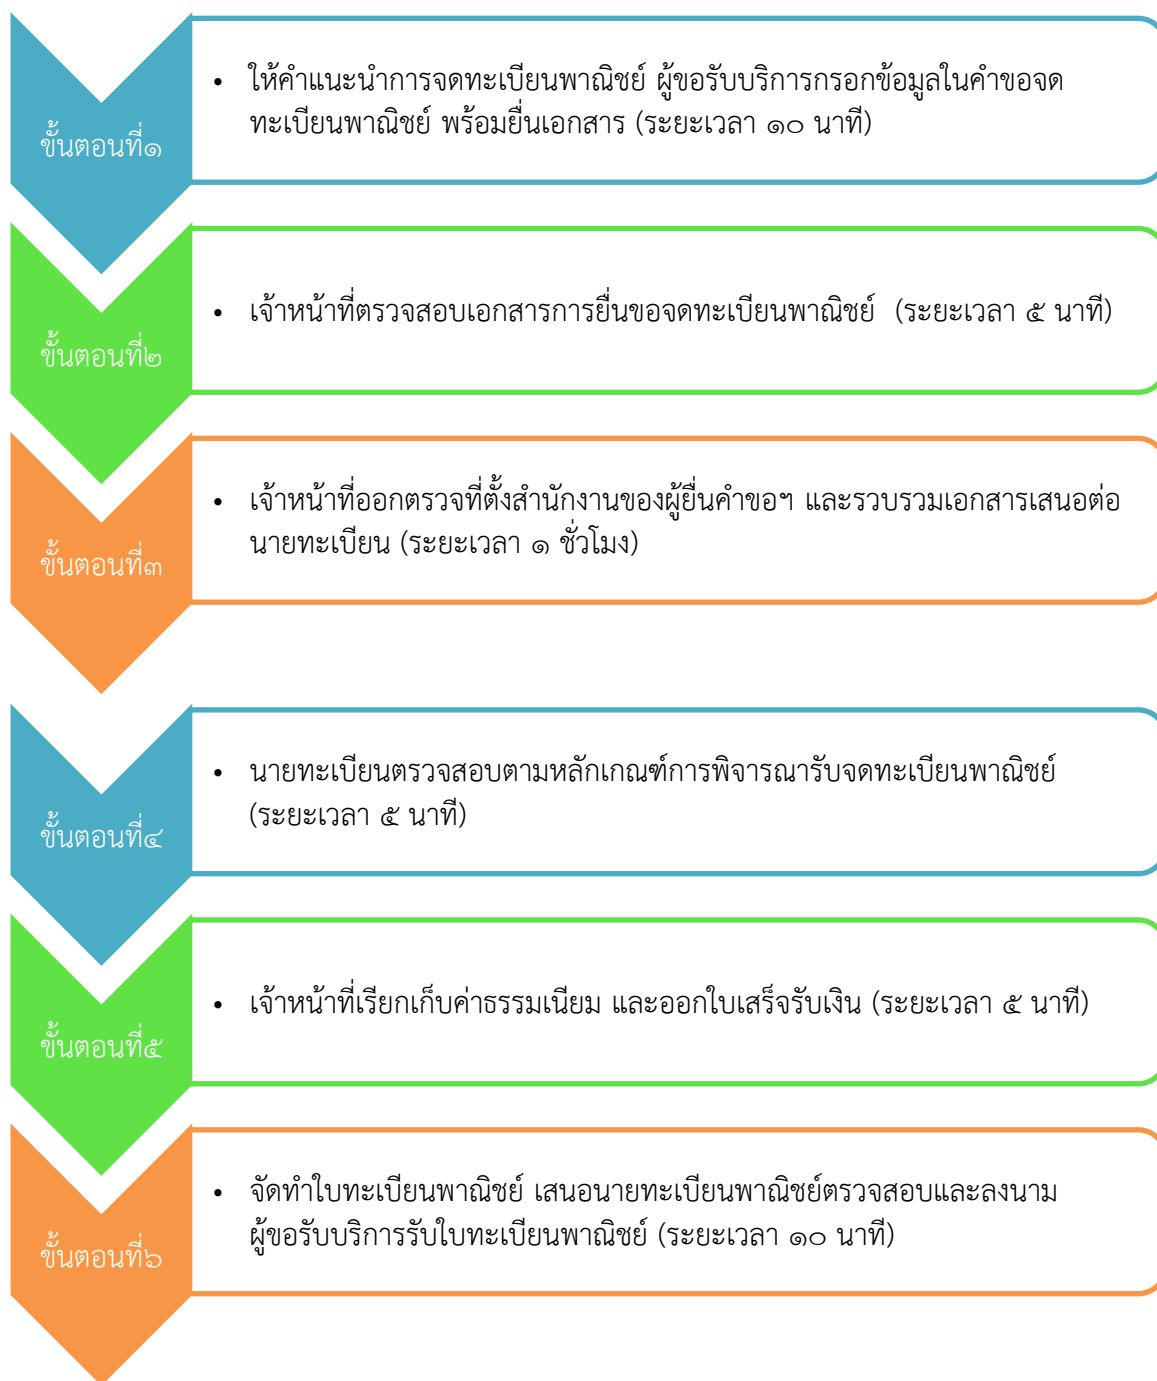 ขั้นตอนที่๑
• ให้คำแนะนำการจดทะเบียนพาณิชย์ ผู้ขอรับบริการกรอกข้อมูลในคำขอจด
ทะเบียนพาณิชย์ พร้อมยื่นเอกสาร (ระยะเวลา ๑๐ นาที)
ขั้นตอนที่๒
• เจ้าหน้าที่ตรวจสอบเอกสารการยื่นขอจดทะเบียนพาณิชย์ (ระยะเวลา ๕ นาที)
ขั้นตอนที่๓
• เจ้าหน้าที่ออกตรวจที่ตั้งสำนักงานของผู้ยื่นคำขอฯ และรวบรวมเอกสารเสนอต่อ
นายทะเบียน (ระยะเวลา ๑ ชั่วโมง)
ขั้นตอนที่๔
• นายทะเบียนตรวจสอบตามหลักเกณฑ์การพิจารณารับจดทะเบียนพาณิชย์
(ระยะเวลา ๕ นาที)
ขั้นตอนที่๕
• เจ้าหน้าที่เรียกเก็บค่าธรรมเนียม และออกใบเสร็จรับเงิน (ระยะเวลา ๕ นาที)
ขั้นตอนที่๖
• จัดทำใบทะเบียนพาณิชย์ เสนอนายทะเบียนพาณิชย์ตรวจสอบและลงนาม
ผู้ขอรับบริการรับใบทะเบียนพาณิชย์ (ระยะเวลา ๑๐ นาที)